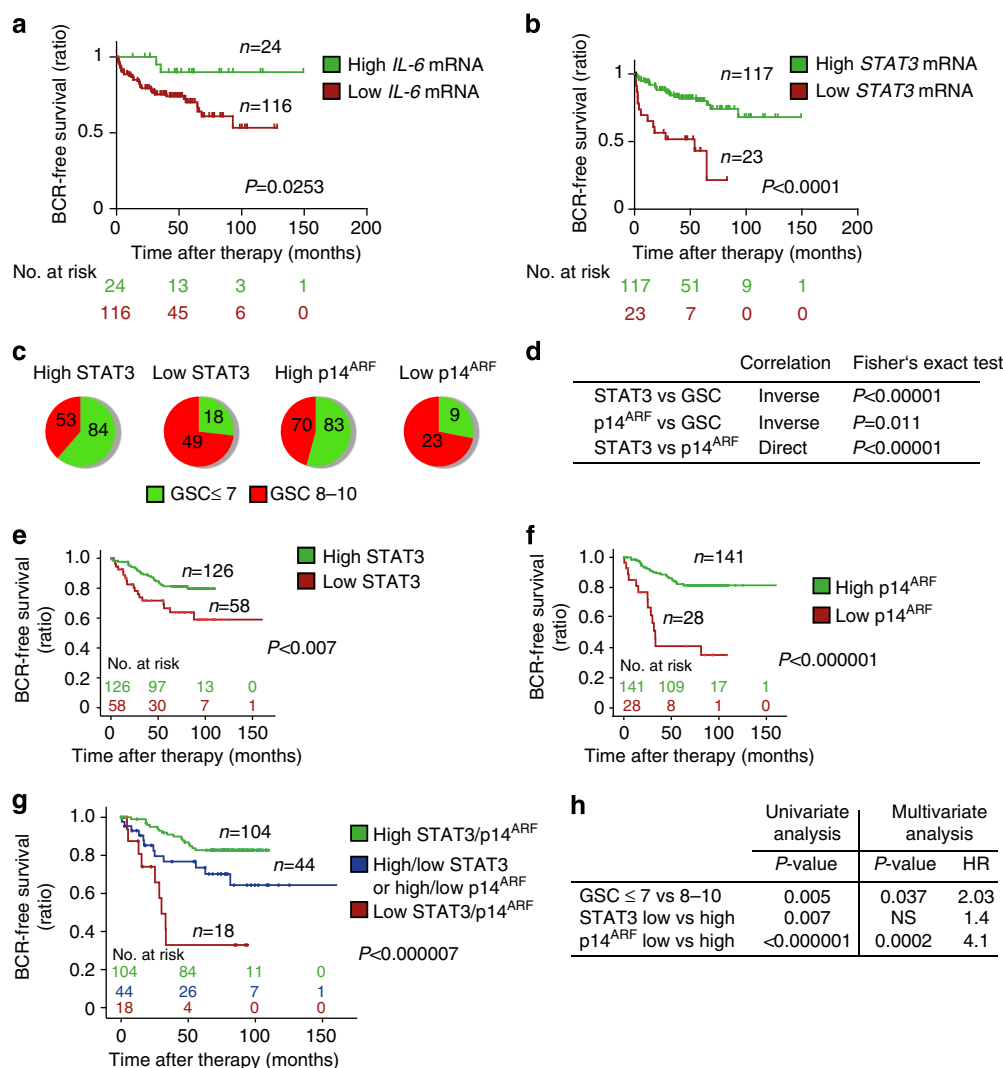 a
BCR-free survival (ratio)
1
0.5
0
n=24
n=116
High IL-6 mRNA
Low IL-6 mRNA
P=0.0253
0 50 100 150 200
Time after therapy (months)
No. at risk
24 13 3 1
116 45 6 0
b
BCR-free survival (ratio)
1
0.5
0
n=117
n=23
High STAT3 mRNA
Low STAT3 mRNA
P<0.0001
0 50 100 150 200
Time after therapy (months)
No. at risk
117 51 9 1
23 7 0 0
c
High STAT3 Low STAT3 High p14ARF Low p14ARF
53 84 18 49 70 83 9 23
GSC≤ 7 GSC 8–10
d
Correlation Fisher‘s exact test
STAT3 vs GSC Inverse P<0.00001
p14ARF vs GSC Inverse P=0.011
STAT3 vs p14ARF Direct P<0.00001
e
BCR-free survival
(ratio)
1.0
0.8
0.6
0.4
0.2
0
n=126
n=58
High STAT3
Low STAT3
P<0.007
No. at risk
126 97 13 0
58 30 7 1
0 50 100 150
Time after therapy (months)
f
BCR-free survival
(ratio)
1.0
0.8
0.6
0.4
0.2
0
n=141
n=28
High p14ARF
Low p14ARF
P<0.000001
No. at risk
141 109 17 1
28 8 1 0
0 50 100 150
Time after therapy (months)
g
BCR-free survival
(ratio)
1.0
0.8
0.6
0.4
0.2
0
n=104
n=44
n=18
High STAT3/p14ARF
High/low STAT3
or high/low p14ARF
Low STAT3/p14ARF
P<0.000007
No. at risk
104 84 11 0
44 26 7 1
18 4 0 0
0 50 100 150
Time after therapy (months)
h
Univariate
analysis
Multivariate
analysis
P-value P-value HR
GSC ≤ 7 vs 8–10 0.005 0.037 2.03
STAT3 low vs high 0.007 NS 1.4
p14ARF low vs high <0.000001 0.0002 4.1